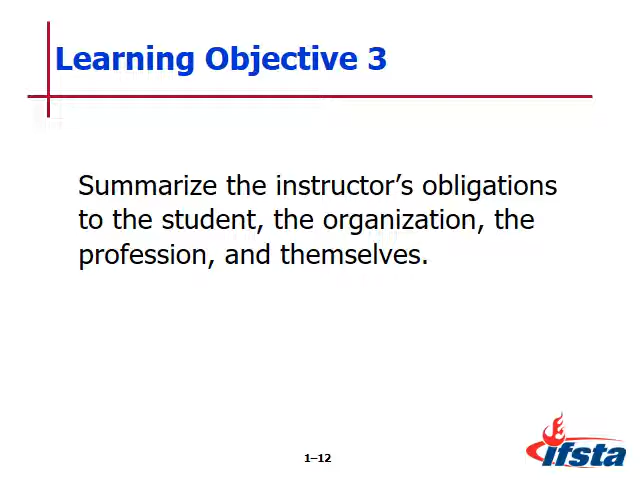 Learning Objective 3
Summarize the instructor’s obligations
to the student, the organization, the
profession, and themselves.
1–12
ifsta